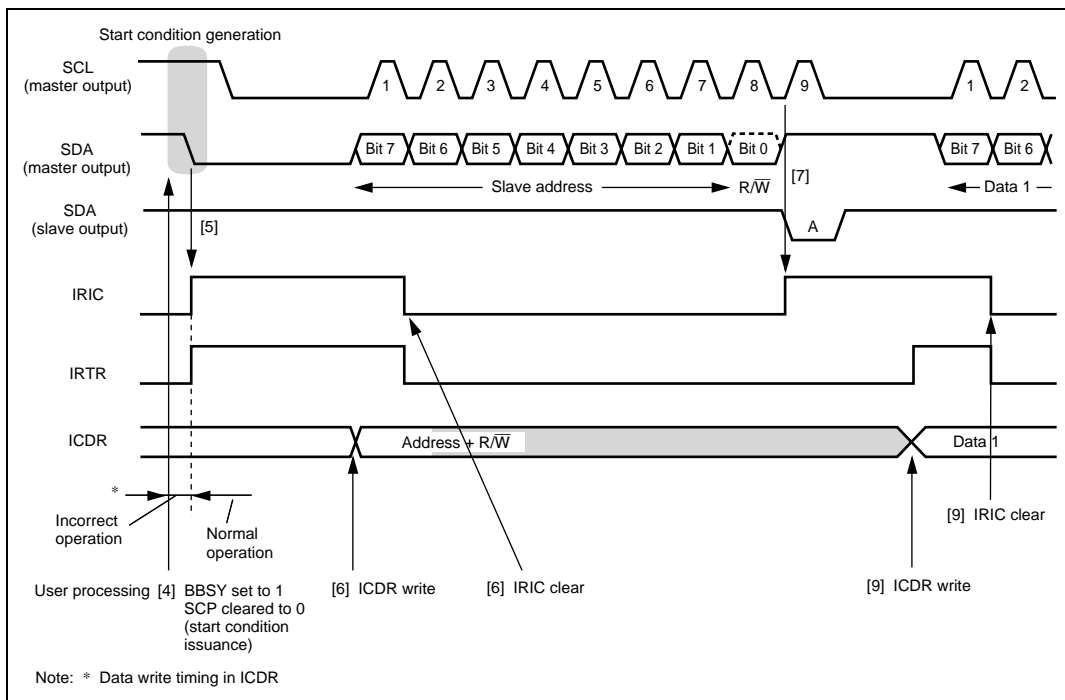 Start condition generation
SCL
(master output)
1 2 3 4 5 6 7 8 9 1 2
SDA
(master output)
Bit 7 Bit 6 Bit 5 Bit 4 Bit 3 Bit 2 Bit 1 Bit 0 Bit 7 Bit 6
Slave address R/W̅ [7] Data 1
SDA
(slave output)
[5] A
IRIC
IRTR
ICDR Address + R/W̅ Data 1
*
Incorrect
operation
Normal
operation
[9] IRIC clear
User processing [4] BBSY set to 1
SCP cleared to 0
(start condition
issuance)
[6] ICDR write
[6] IRIC clear
[9] ICDR write
Note: * Data write timing in ICDR